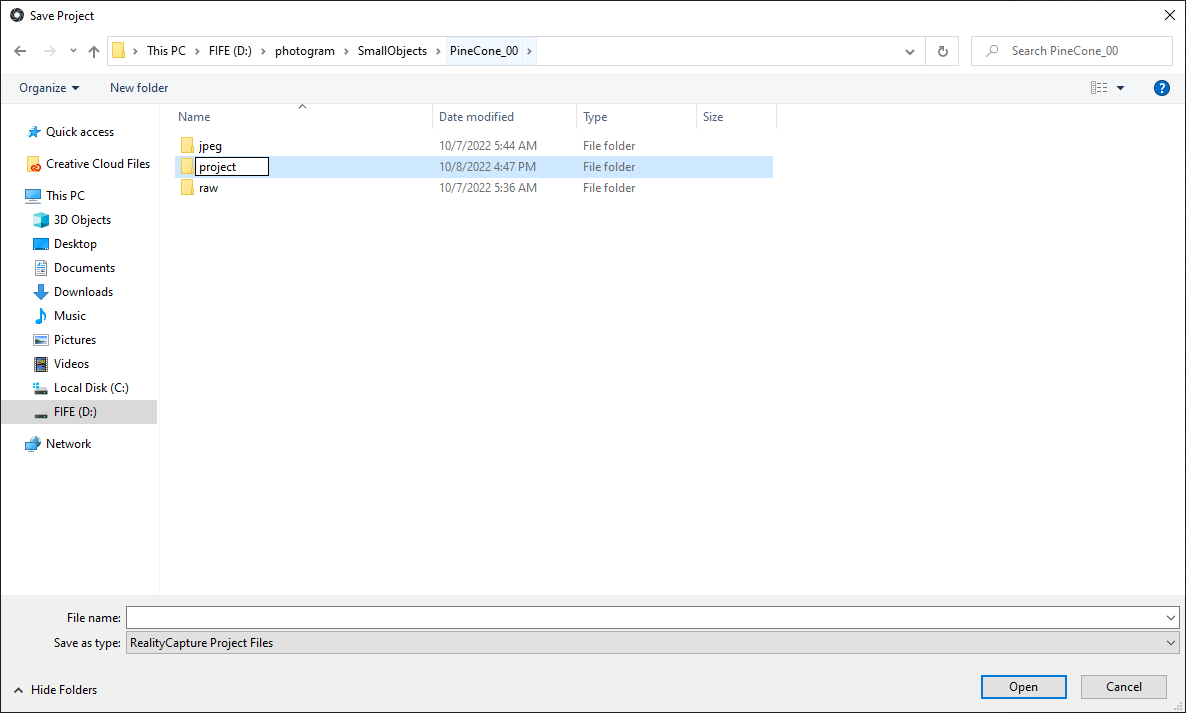 Save Project
This PC > FIFE (D:) > photogram > SmallObjects > PineCone_00 >
Search PineCone_00
Organize
New folder
?
Name Date modified Type Size
Quick access
Creative Cloud Files
This PC
3D Objects
Desktop
Documents
Downloads
Music
Pictures
Videos
Local Disk (C:)
FIFE (D:)
Network
jpeg 10/7/2022 5:44 AM File folder
project 10/8/2022 4:47 PM File folder
raw 10/7/2022 5:36 AM File folder
File name:
Save as type: RealityCapture Project Files
Hide Folders
Open Cancel